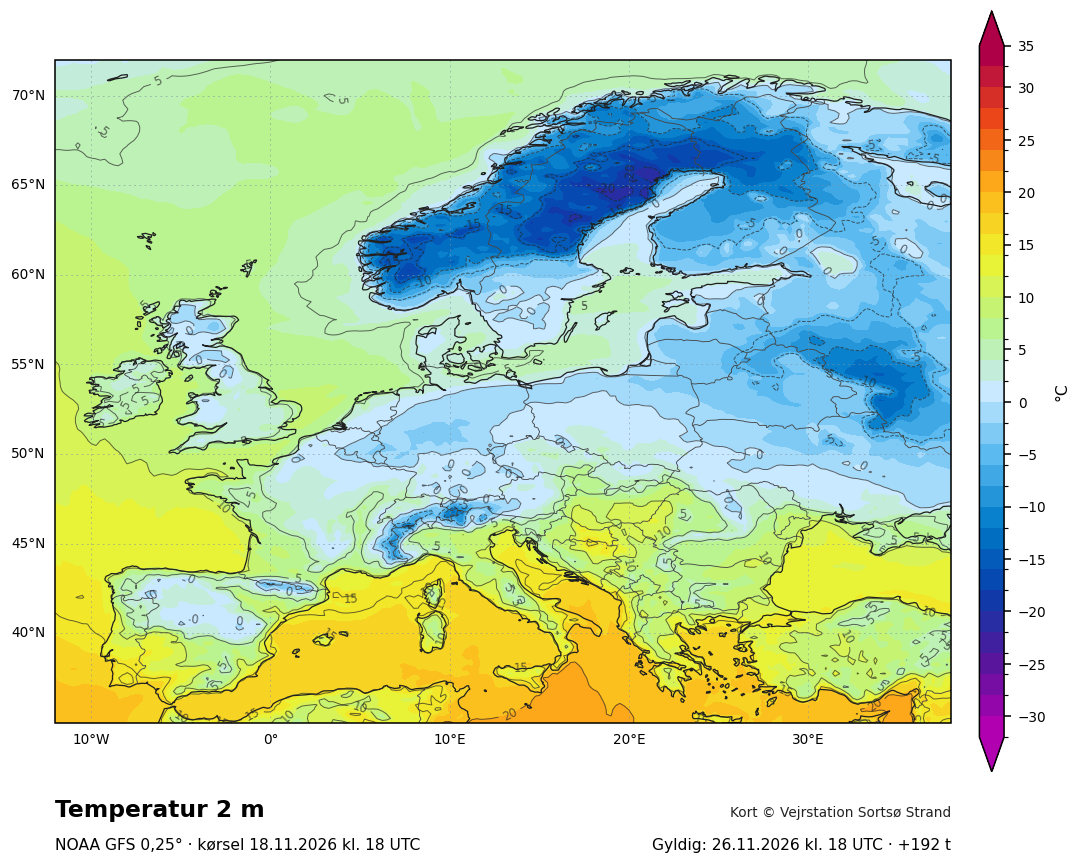 35
30
25
20
15
10
5
0
−5
−10
−15
−20
−25
−30
°C
70°N
65°N
60°N
55°N
50°N
45°N
40°N
10°W 0° 10°E 20°E 30°E
Temperatur 2 m
Kort © Vejrstation Sortsø Strand
NOAA GFS 0,25° · kørsel 18.11.2026 kl. 18 UTC
Gyldig: 26.11.2026 kl. 18 UTC · +192 t